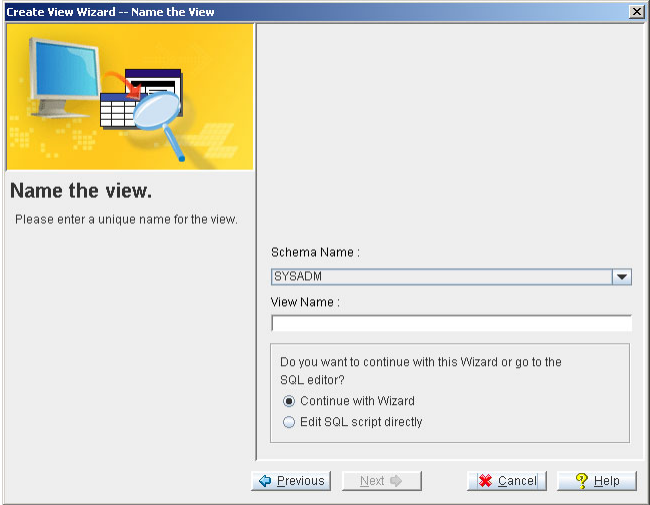 Create View Wizard -- Name the View
Name the view.
Please enter a unique name for the view.
Schema Name :
SYSADM
View Name :
Do you want to continue with this Wizard or go to the
SQL editor?
Continue with Wizard
Edit SQL script directly
Previous
Next
Cancel
Help